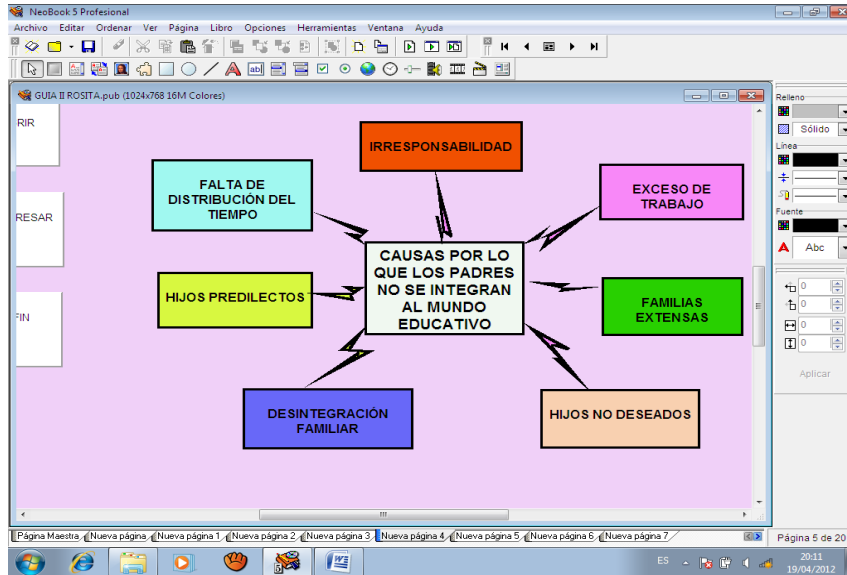 NeoBook 5 Profesional
Archivo Editar Ordenar Ver Página Libro Opciones Herramientas Ventana Ayuda
GUIA II ROSITA.pub (1024x768 16M Colores)
RIR
RESAR
FIN
IRRESPONSABILIDAD
FALTA DE
DISTRIBUCIÓN DEL
TIEMPO
EXCESO DE
TRABAJO
CAUSAS POR LO
QUE LOS PADRES
NO SE INTEGRAN
AL MUNDO
EDUCATIVO
HIJOS PREDILECTOS
FAMILIAS
EXTENSAS
DESINTEGRACIÓN
FAMILIAR
HIJOS NO DESEADOS
Relleno
Sólido
Línea
Fuente
A Abc
0
0
0
0
Aplicar
Página Maestra Nueva página Nueva página 1 Nueva página 2 Nueva página 3 Nueva página 4 Nueva página 5 Nueva página 6 Nueva página 7
Página 5 de 20
ES
20:11
19/04/2012